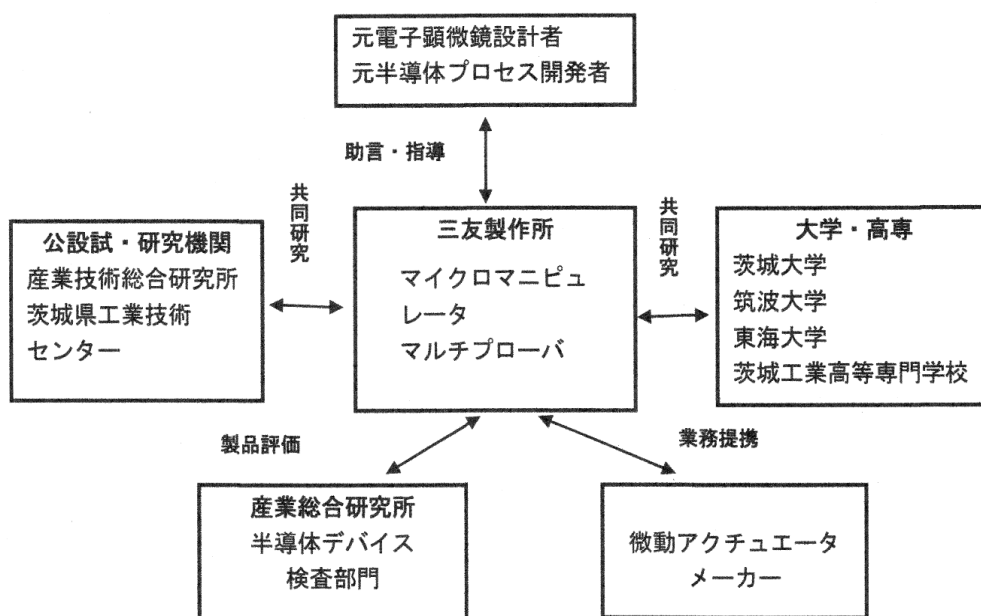 元電子顕微鏡設計者
元半導体プロセス開発者
助言・指導
共同研究
共同研究
公設試・研究機関
産業技術総合研究所
茨城県工業技術
センター
三友製作所
マイクロマニピュ
レータ
マルチプローバ
大学・高専
茨城大学
筑波大学
東海大学
茨城工業高等専門学校
製品評価
業務提携
産業総合研究所
半導体デバイス
検査部門
微動アクチュエータ
メーカー